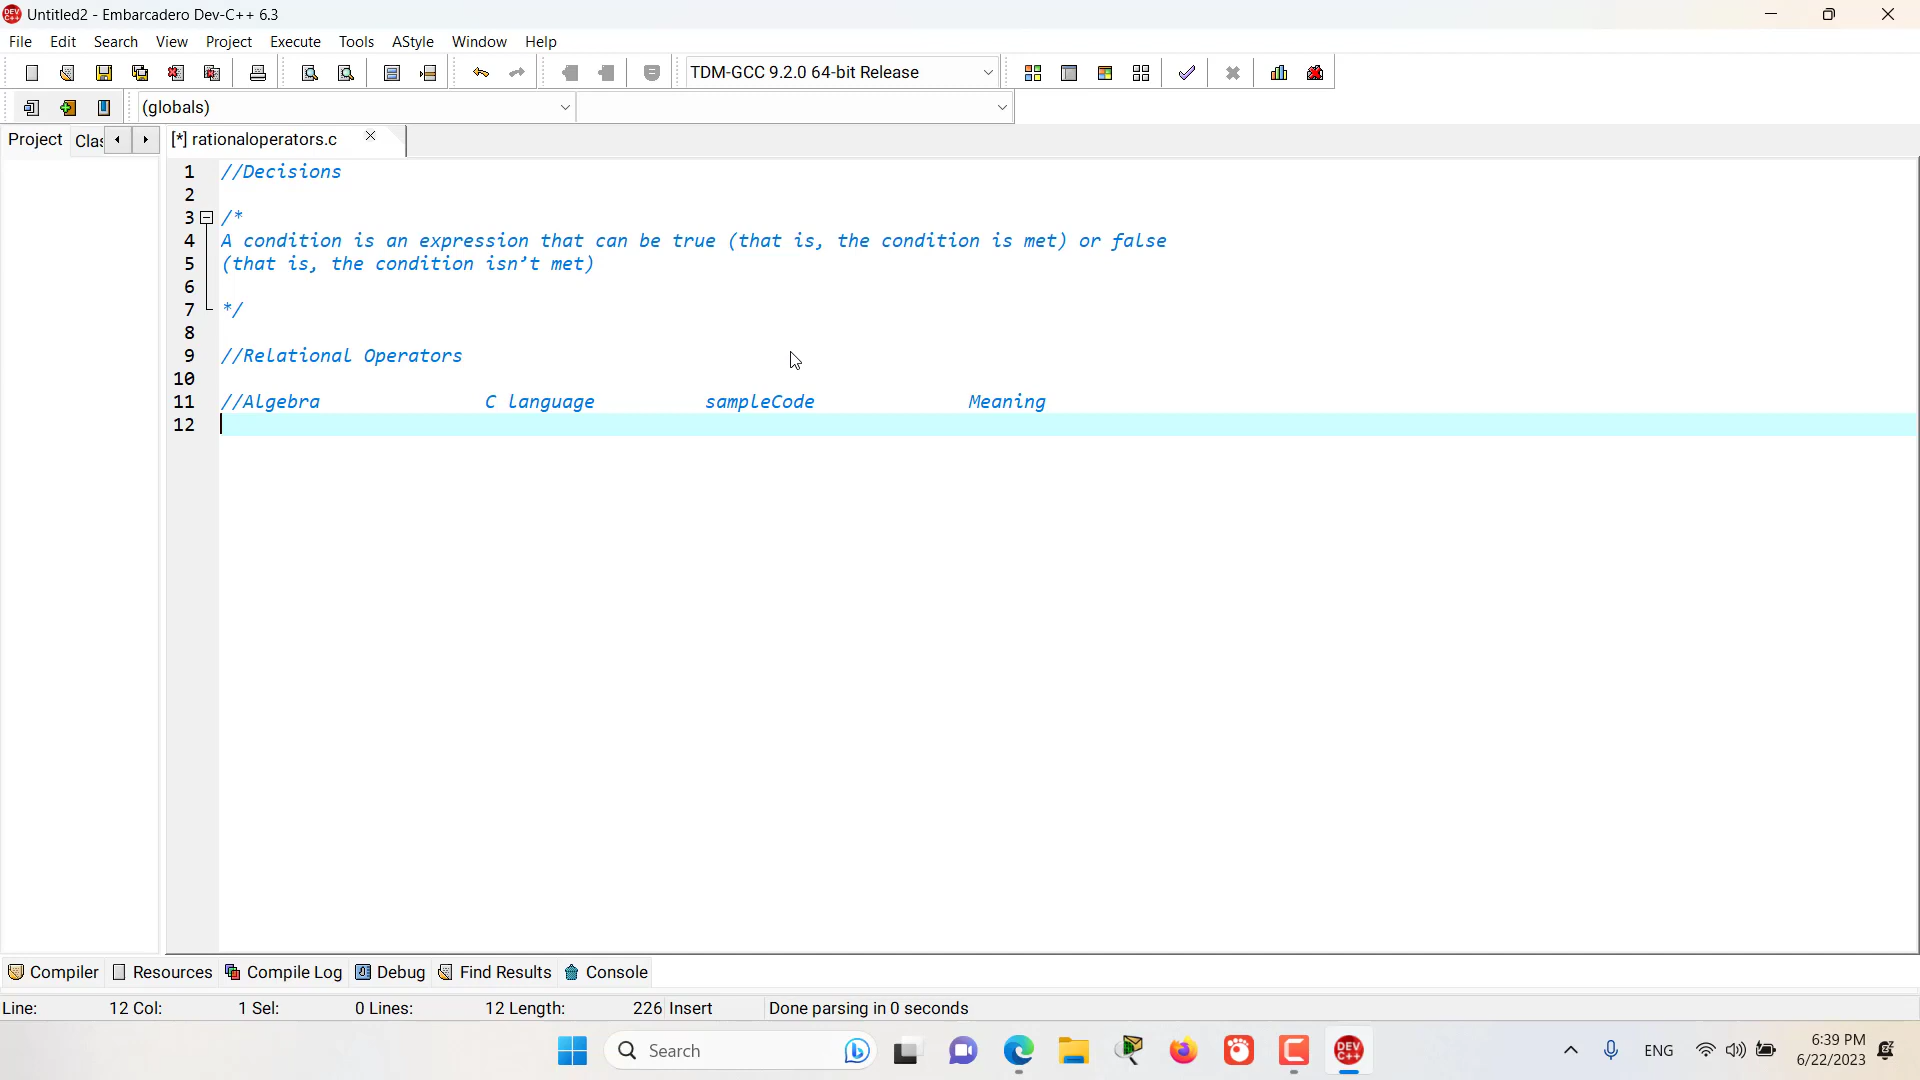 Untitled2 - Embarcadero Dev-C++ 6.3
File Edit Search View Project Execute Tools AStyle Window Help
TDM-GCC 9.2.0 64-bit Release
(globals)
Project Clas [*] rationaloperators.c
1 //Decisions
2
3 /*
4 A condition is an expression that can be true (that is, the condition is met) or false
5 (that is, the condition isn’t met)
6
7 */
8
9 //Relational Operators
10
11 //Algebra C language sampleCode Meaning
12
Compiler Resources Compile Log Debug Find Results Console
Line: 12 Col: 1 Sel: 0 Lines: 12 Length: 226 Insert Done parsing in 0 seconds
Search DEV C++ ENG 6:39 PM
6/22/2023